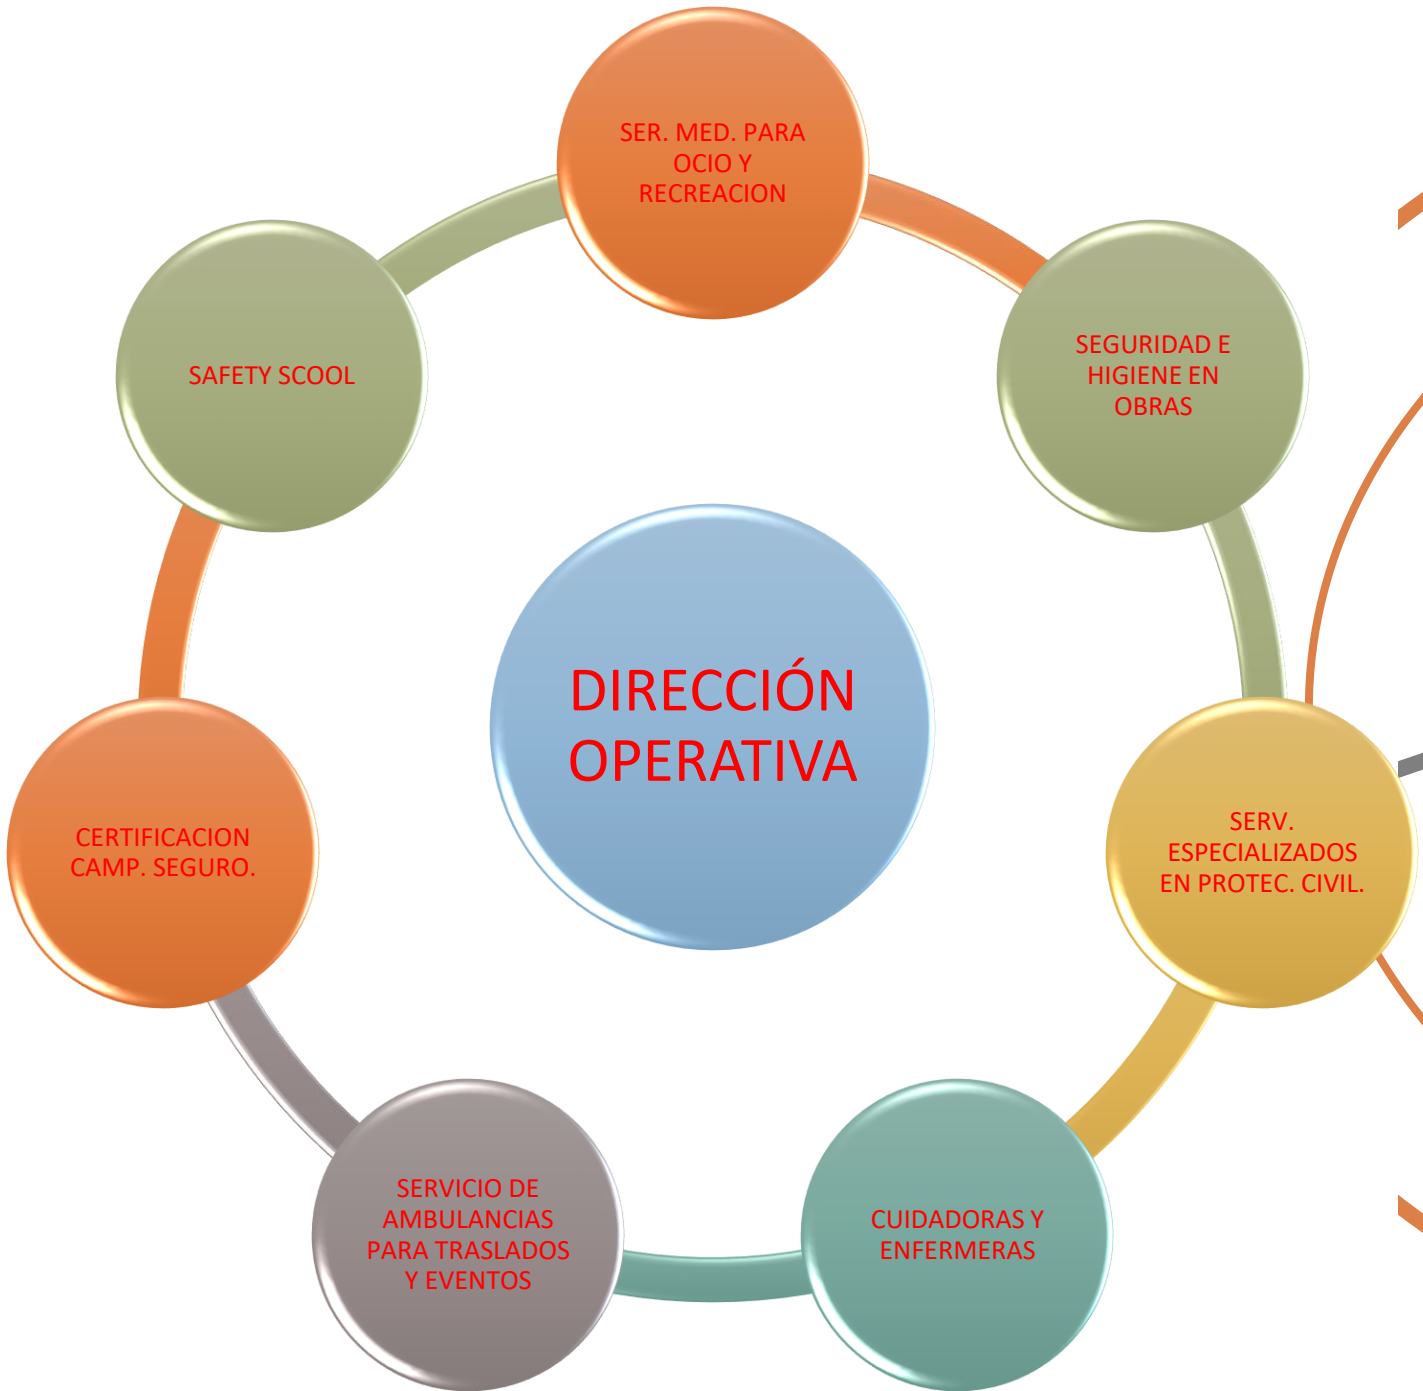 SER. MED. PARA
OCIO Y
RECREACION
SEGURIDAD E
HIGIENE EN
OBRAS
SERV.
ESPECIALIZADOS
EN PROTEC. CIVIL.
CUIDADORAS Y
ENFERMERAS
SERVICIO DE
AMBULANCIAS
PARA TRASLADOS
Y EVENTOS
CERTIFICACION
CAMP. SEGURO.
SAFETY SCOOL
DIRECCIÓN
OPERATIVA